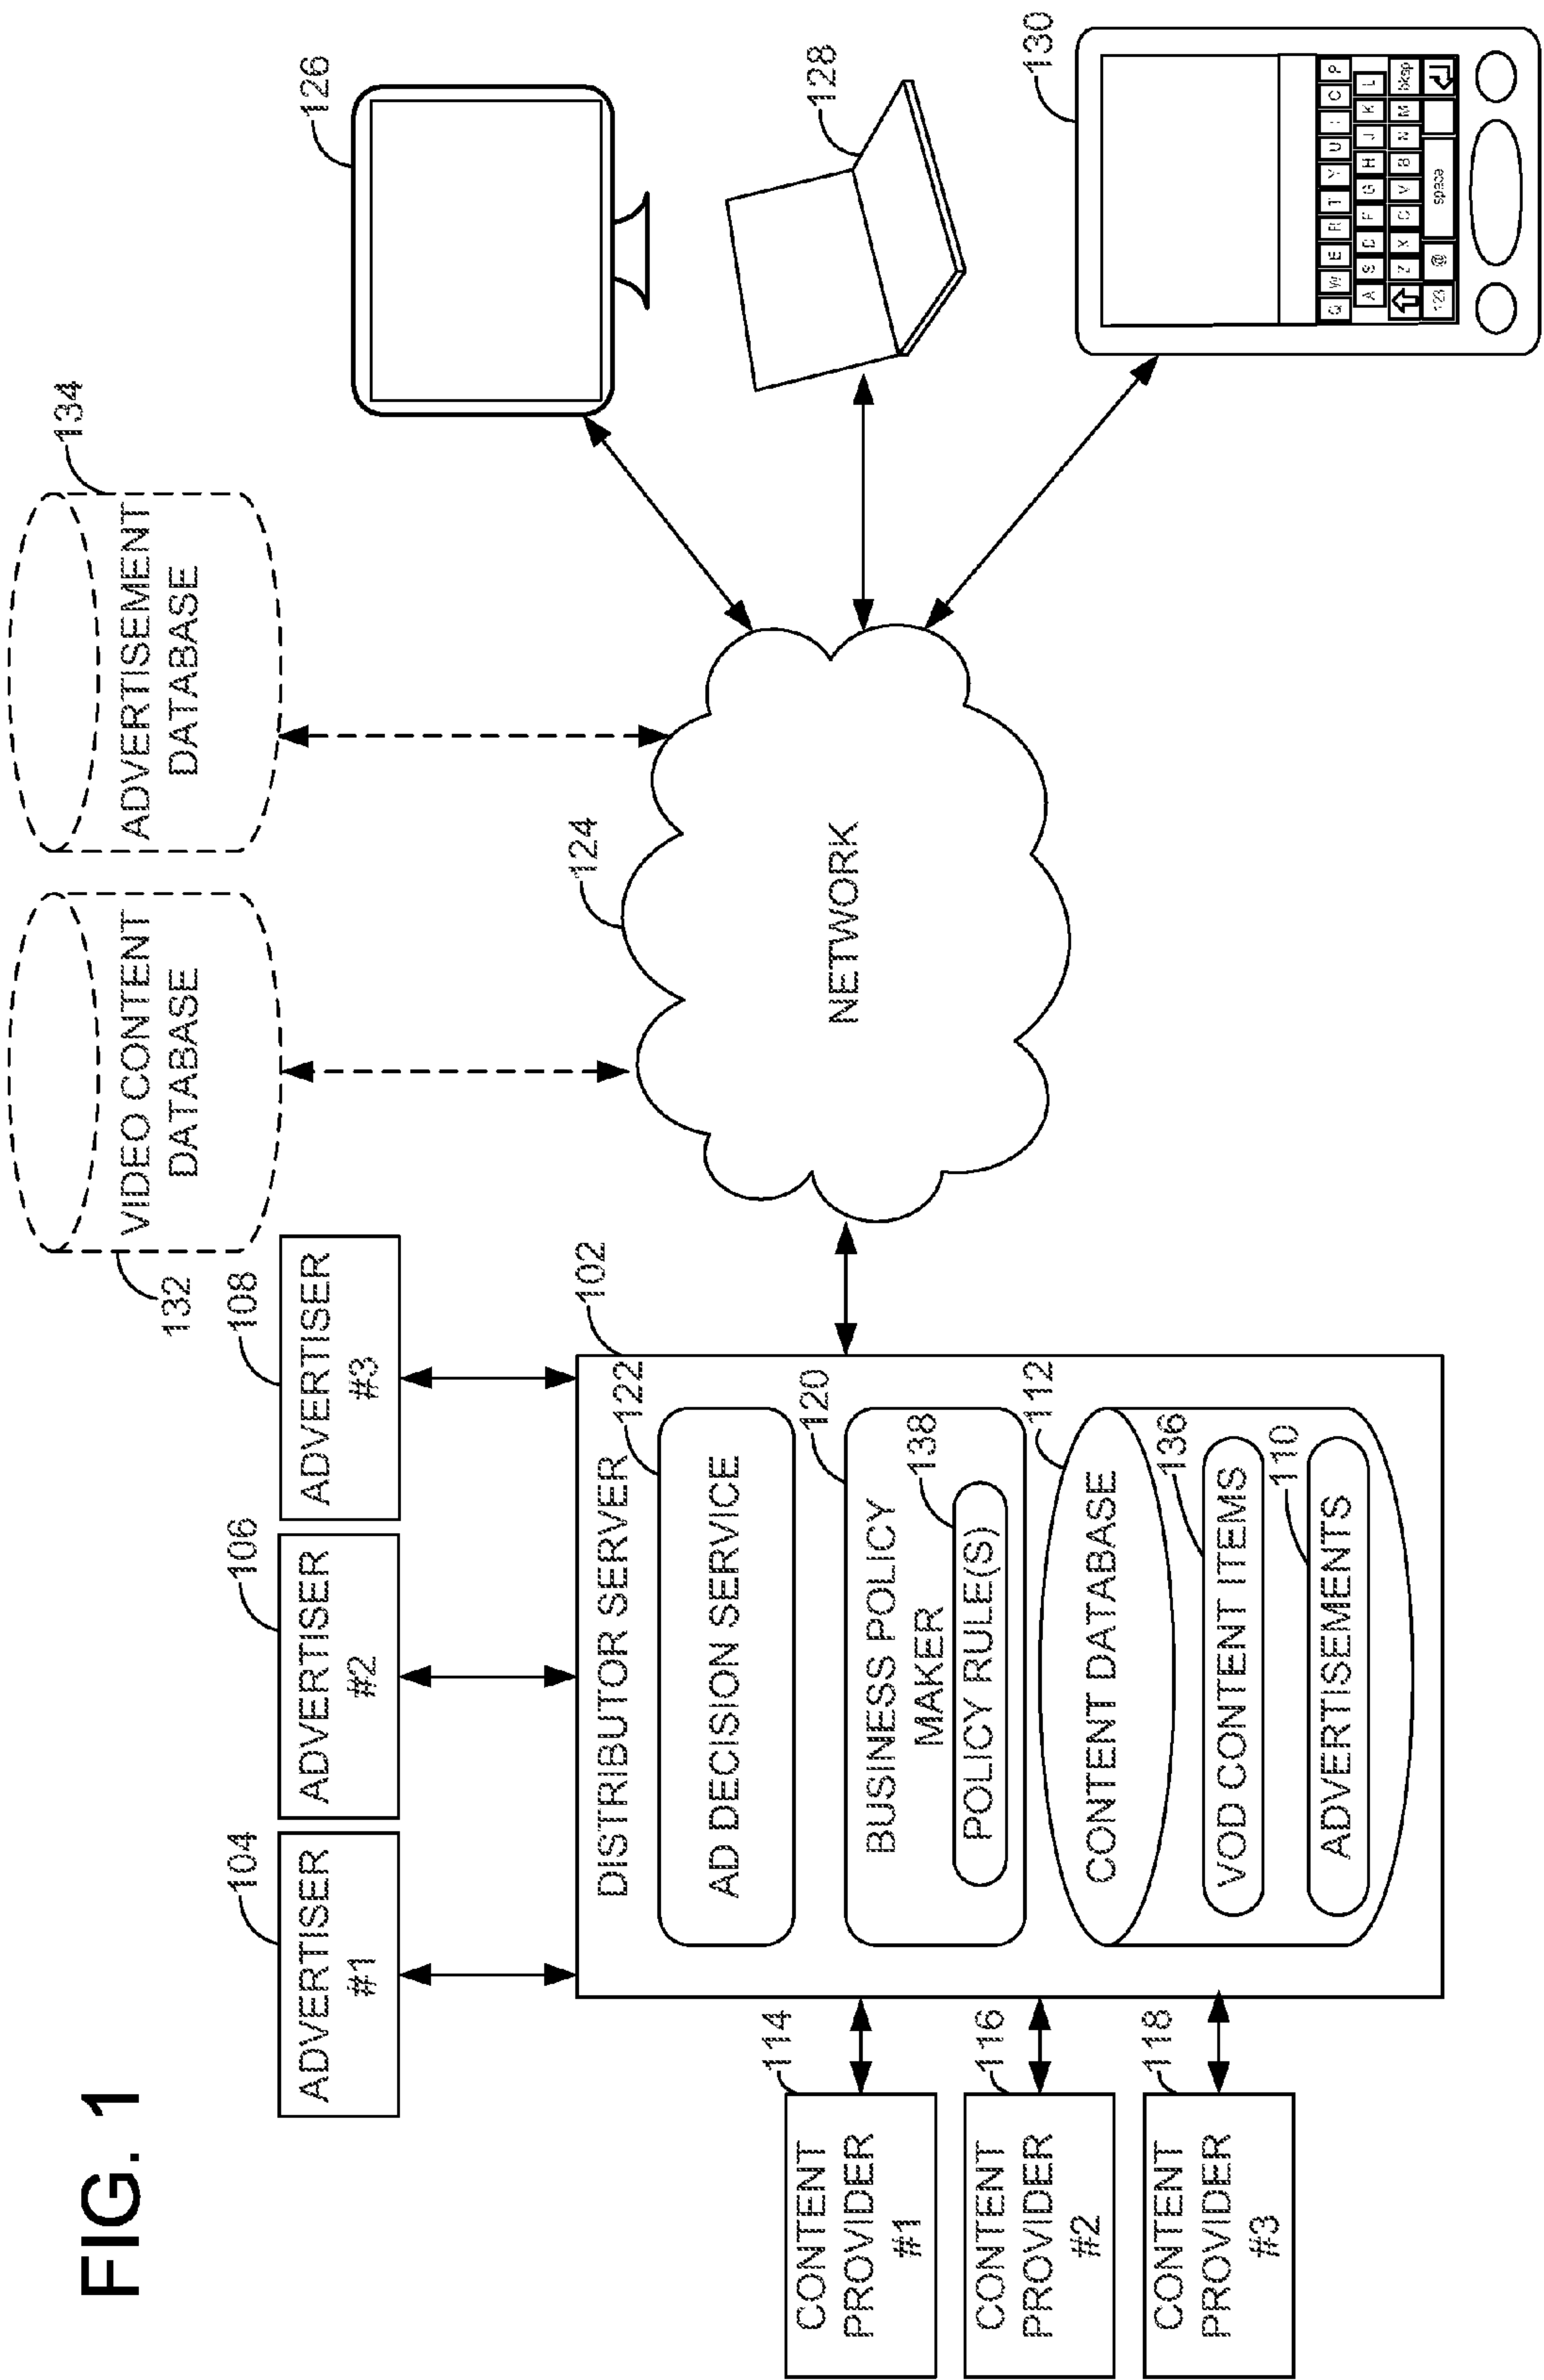 FIG. 1
ADVERTISER
#1
104
ADVERTISER
#2
106
ADVERTISER
#3
108
VIDEO CONTENT
DATABASE
132
ADVERTISEMENT
DATABASE
134
CONTENT
PROVIDER
#1
114
CONTENT
PROVIDER
#2
116
CONTENT
PROVIDER
#3
118
DISTRIBUTOR SERVER
102
AD DECISION SERVICE
122
BUSINESS POLICY
MAKER
120
POLICY RULE(S)
138
CONTENT DATABASE
112
VOD CONTENT ITEMS
136
ADVERTISEMENTS
110
NETWORK
124
126
128
130
Q W E R T Y U I O P
A S D F G H J K L
Z X C V B N M bksp
123 @ space